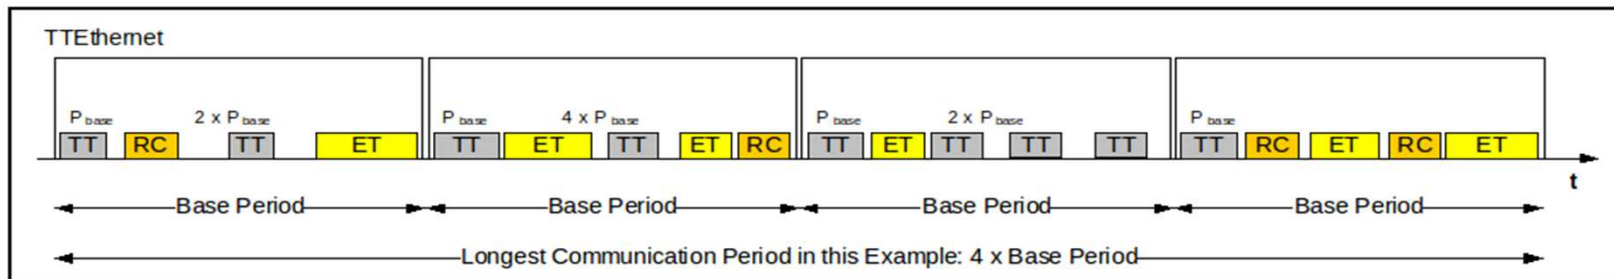 TTEthernet
P base 2 x P base P base 4 x P base P base 2 x P base P base
TT RC TT ET TT ET TT ET RC TT ET TT TT TT TT RC ET RC ET
t
Base Period Base Period Base Period Base Period
Longest Communication Period in this Example: 4 x Base Period